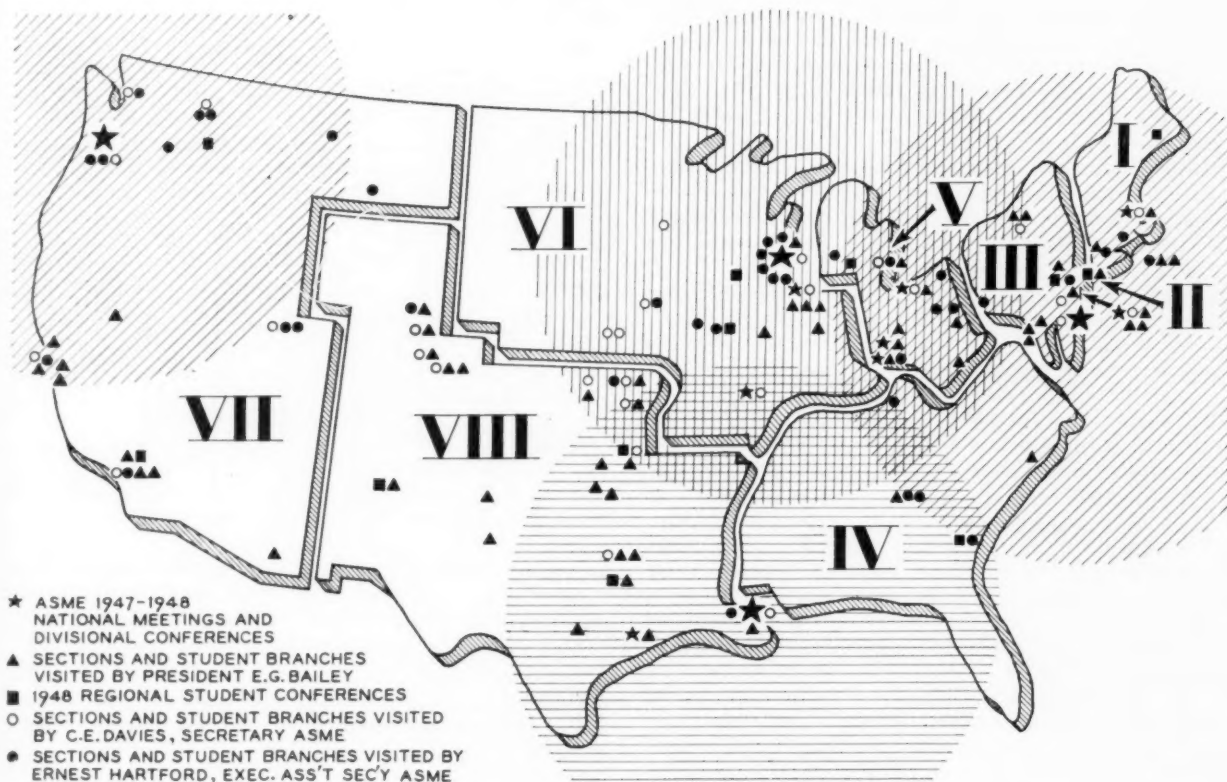 I
V
VI
III
II
VII
VIII
IV
★ ASME 1947-1948
NATIONAL MEETINGS AND
DIVISIONAL CONFERENCES
▲ SECTIONS AND STUDENT BRANCHES
VISITED BY PRESIDENT E.G. BAILEY
■ 1948 REGIONAL STUDENT CONFERENCES
○ SECTIONS AND STUDENT BRANCHES VISITED
BY C.E. DAVIES, SECRETARY ASME
● SECTIONS AND STUDENT BRANCHES VISITED BY
ERNEST HARTFORD, EXEC. ASS'T SEC'Y ASME